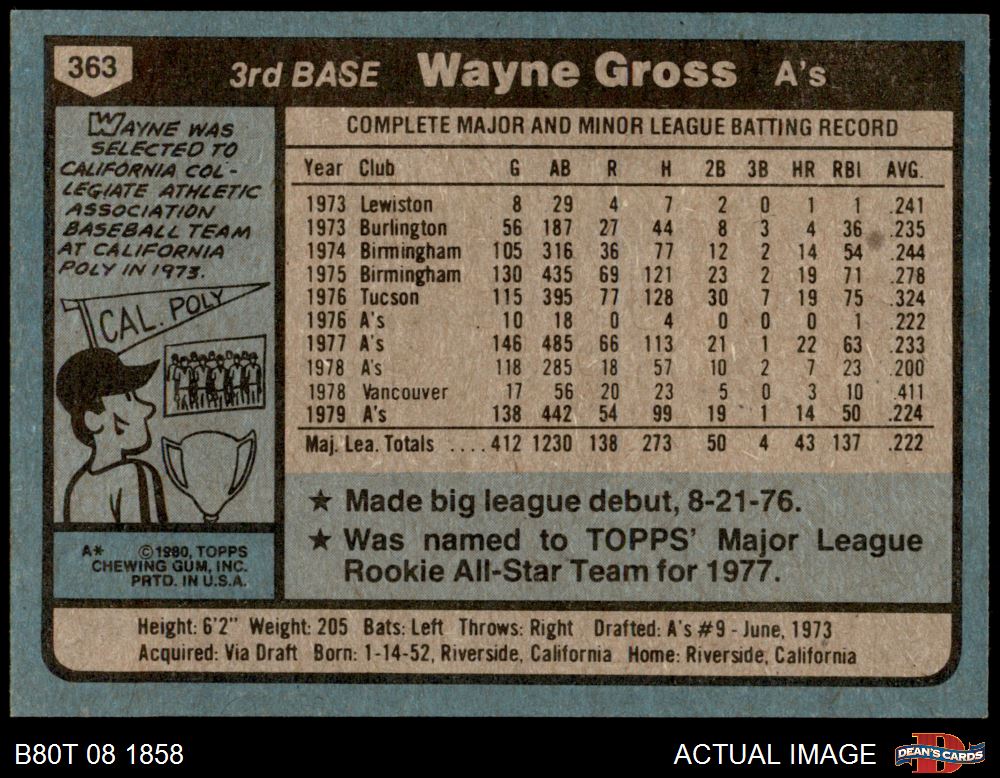 363
3rd BASE Wayne Gross A's
WAYNE WAS
SELECTED TO
CALIFORNIA COL-
LEGIATE ATHLETIC
ASSOCIATION
BASEBALL TEAM
AT CALIFORNIA
POLY IN 1973.
CAL. POLY
A* ©1980, TOPPS
CHEWING GUM, INC.
PRTD. IN U.S.A.
COMPLETE MAJOR AND MINOR LEAGUE BATTING RECORD
Year Club G AB R H 2B 3B HR RBI AVG.
1973 Lewiston 8 29 4 7 2 0 1 1 .241
1973 Burlington 56 187 27 44 8 3 4 36 .235
1974 Birmingham 105 316 36 77 12 2 14 54 .244
1975 Birmingham 130 435 69 121 23 2 19 71 .278
1976 Tucson 115 395 77 128 30 7 19 75 .324
1976 A's 10 18 0 4 0 0 0 1 .222
1977 A's 146 485 66 113 21 1 22 63 .233
1978 A's 118 285 18 57 10 2 7 23 .200
1978 Vancouver 17 56 20 23 5 0 3 10 .411
1979 A's 138 442 54 99 19 1 14 50 .224
Maj. Lea. Totals ....412 1230 138 273 50 4 43 137 .222
★ Made big league debut, 8-21-76.
★ Was named to TOPPS' Major League
Rookie All-Star Team for 1977.
Height: 6'2" Weight: 205 Bats: Left Throws: Right Drafted: A's #9 - June, 1973
Acquired: Via Draft Born: 1-14-52, Riverside, California Home: Riverside, California
B80T 08 1858
ACTUAL IMAGE
DEAN'S CARDS